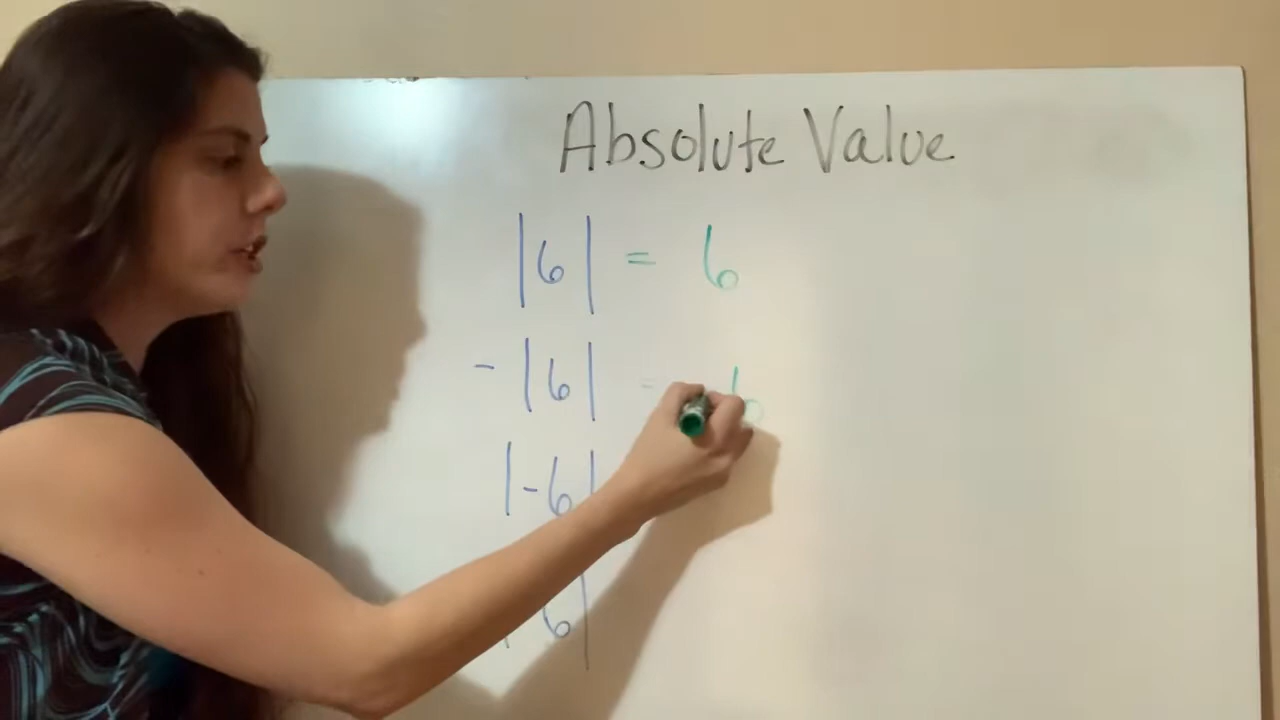 Absolute Value
|6| = 6
-|6| = 6
|-6|
6|